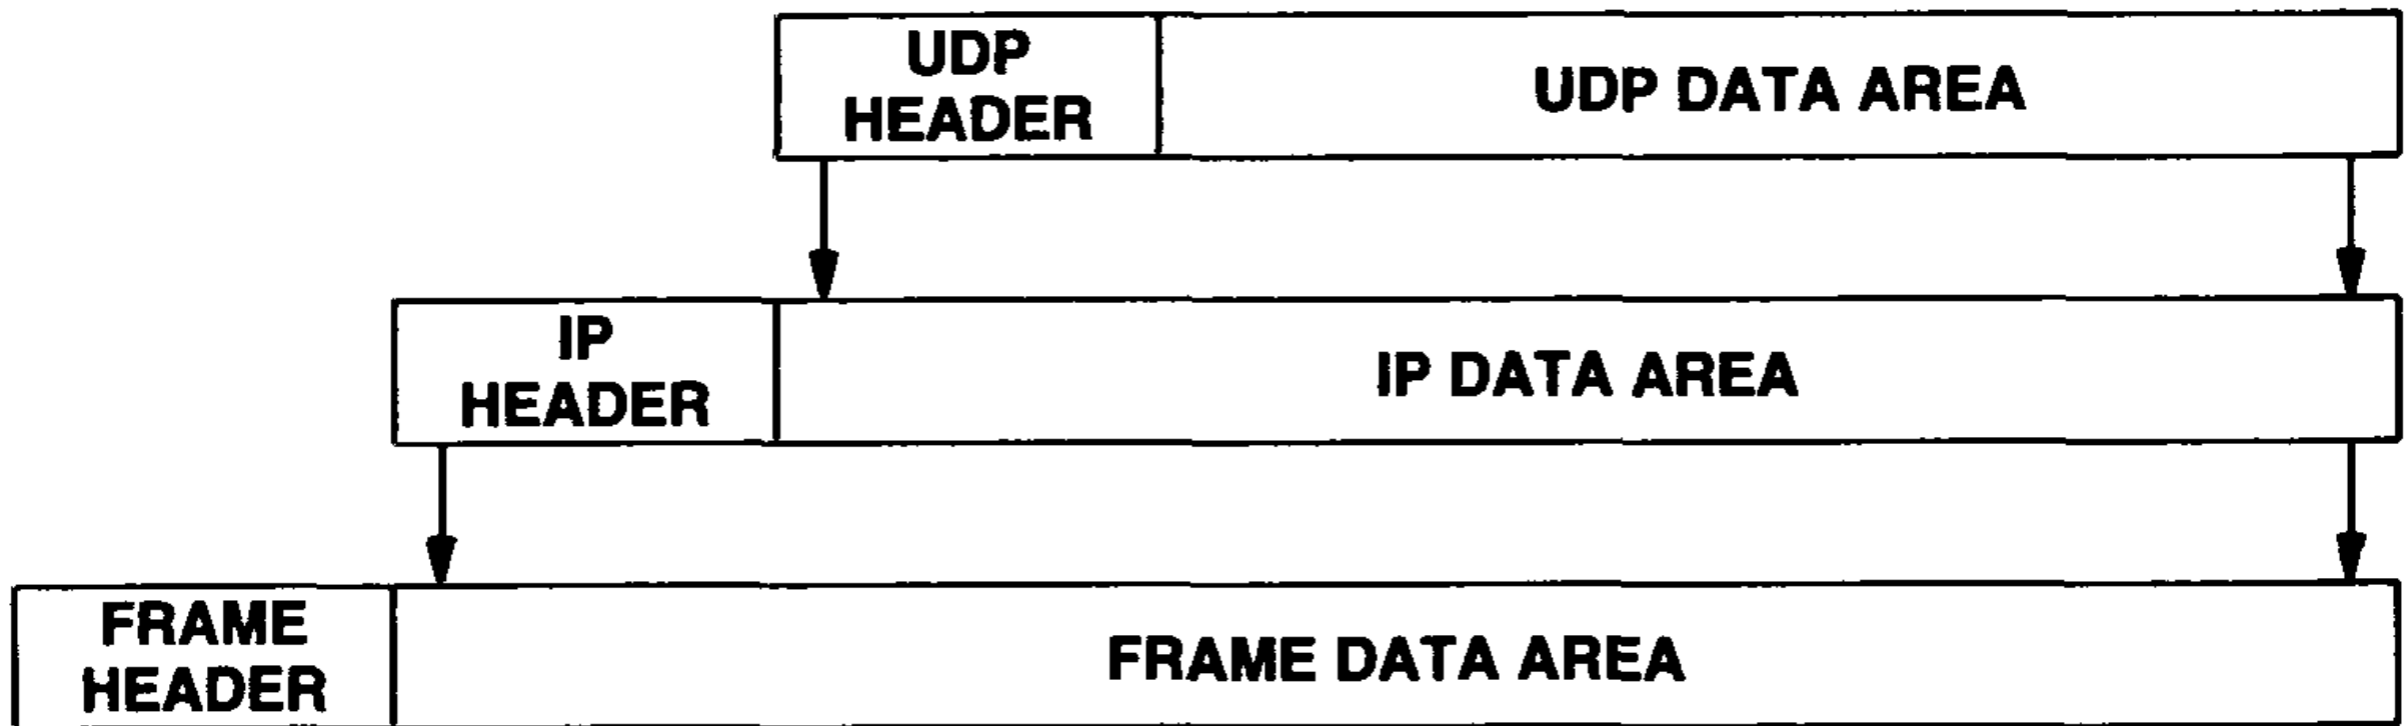 UDP
HEADER
UDP DATA AREA
IP
HEADER
IP DATA AREA
FRAME
HEADER
FRAME DATA AREA